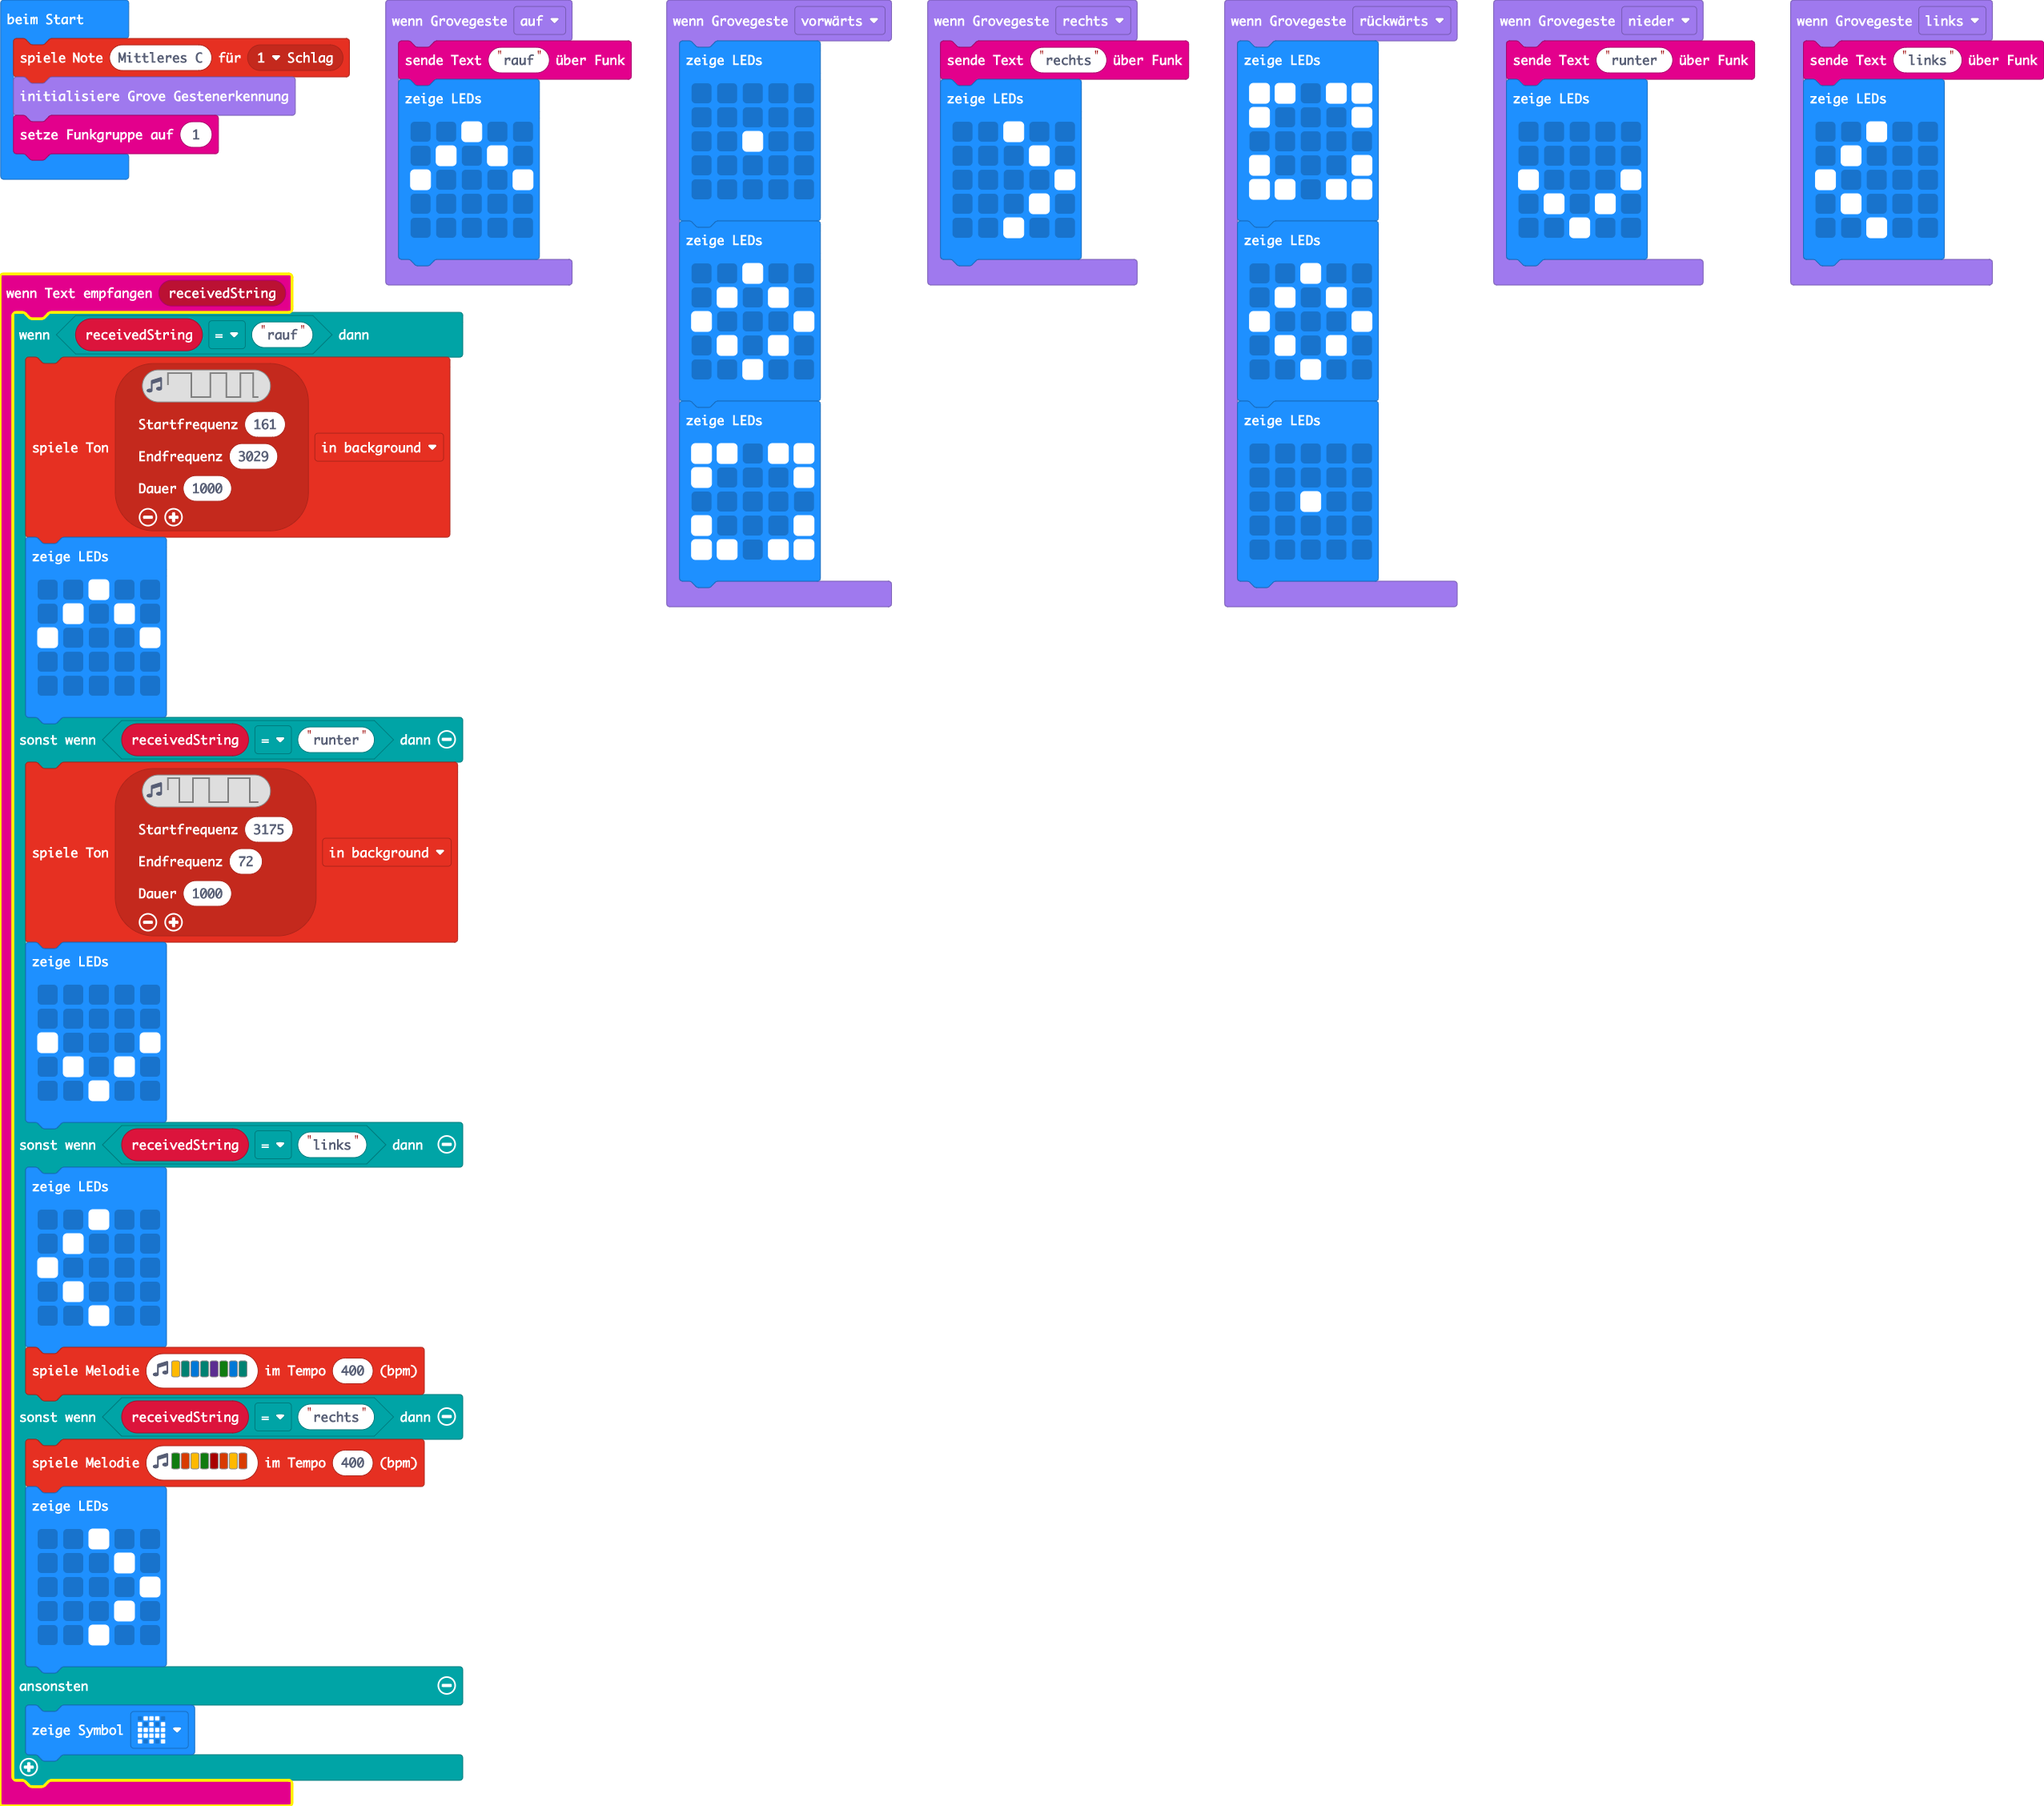 beim Start
spiele Note Mittleres C für 1 Schlag
initialisiere Grove Gestenerkennung
setze Funkgruppe auf 1
wenn Grovegeste auf
sende Text "rauf" über Funk
zeige LEDs
wenn Grovegeste vorwärts
zeige LEDs
zeige LEDs
zeige LEDs
wenn Grovegeste rechts
sende Text "rechts" über Funk
zeige LEDs
wenn Grovegeste rückwärts
zeige LEDs
zeige LEDs
zeige LEDs
wenn Grovegeste nieder
sende Text "runter" über Funk
zeige LEDs
wenn Grovegeste links
sende Text "links" über Funk
zeige LEDs
wenn Text empfangen receivedString
wenn receivedString = "rauf" dann
spiele Ton
Startfrequenz 161
Endfrequenz 3029
Dauer 1000
in background
zeige LEDs
sonst wenn receivedString = "runter" dann
spiele Ton
Startfrequenz 3175
Endfrequenz 72
Dauer 1000
in background
zeige LEDs
sonst wenn receivedString = "links" dann
zeige LEDs
spiele Melodie im Tempo 400 (bpm)
sonst wenn receivedString = "rechts" dann
spiele Melodie im Tempo 400 (bpm)
zeige LEDs
ansonsten
zeige Symbol